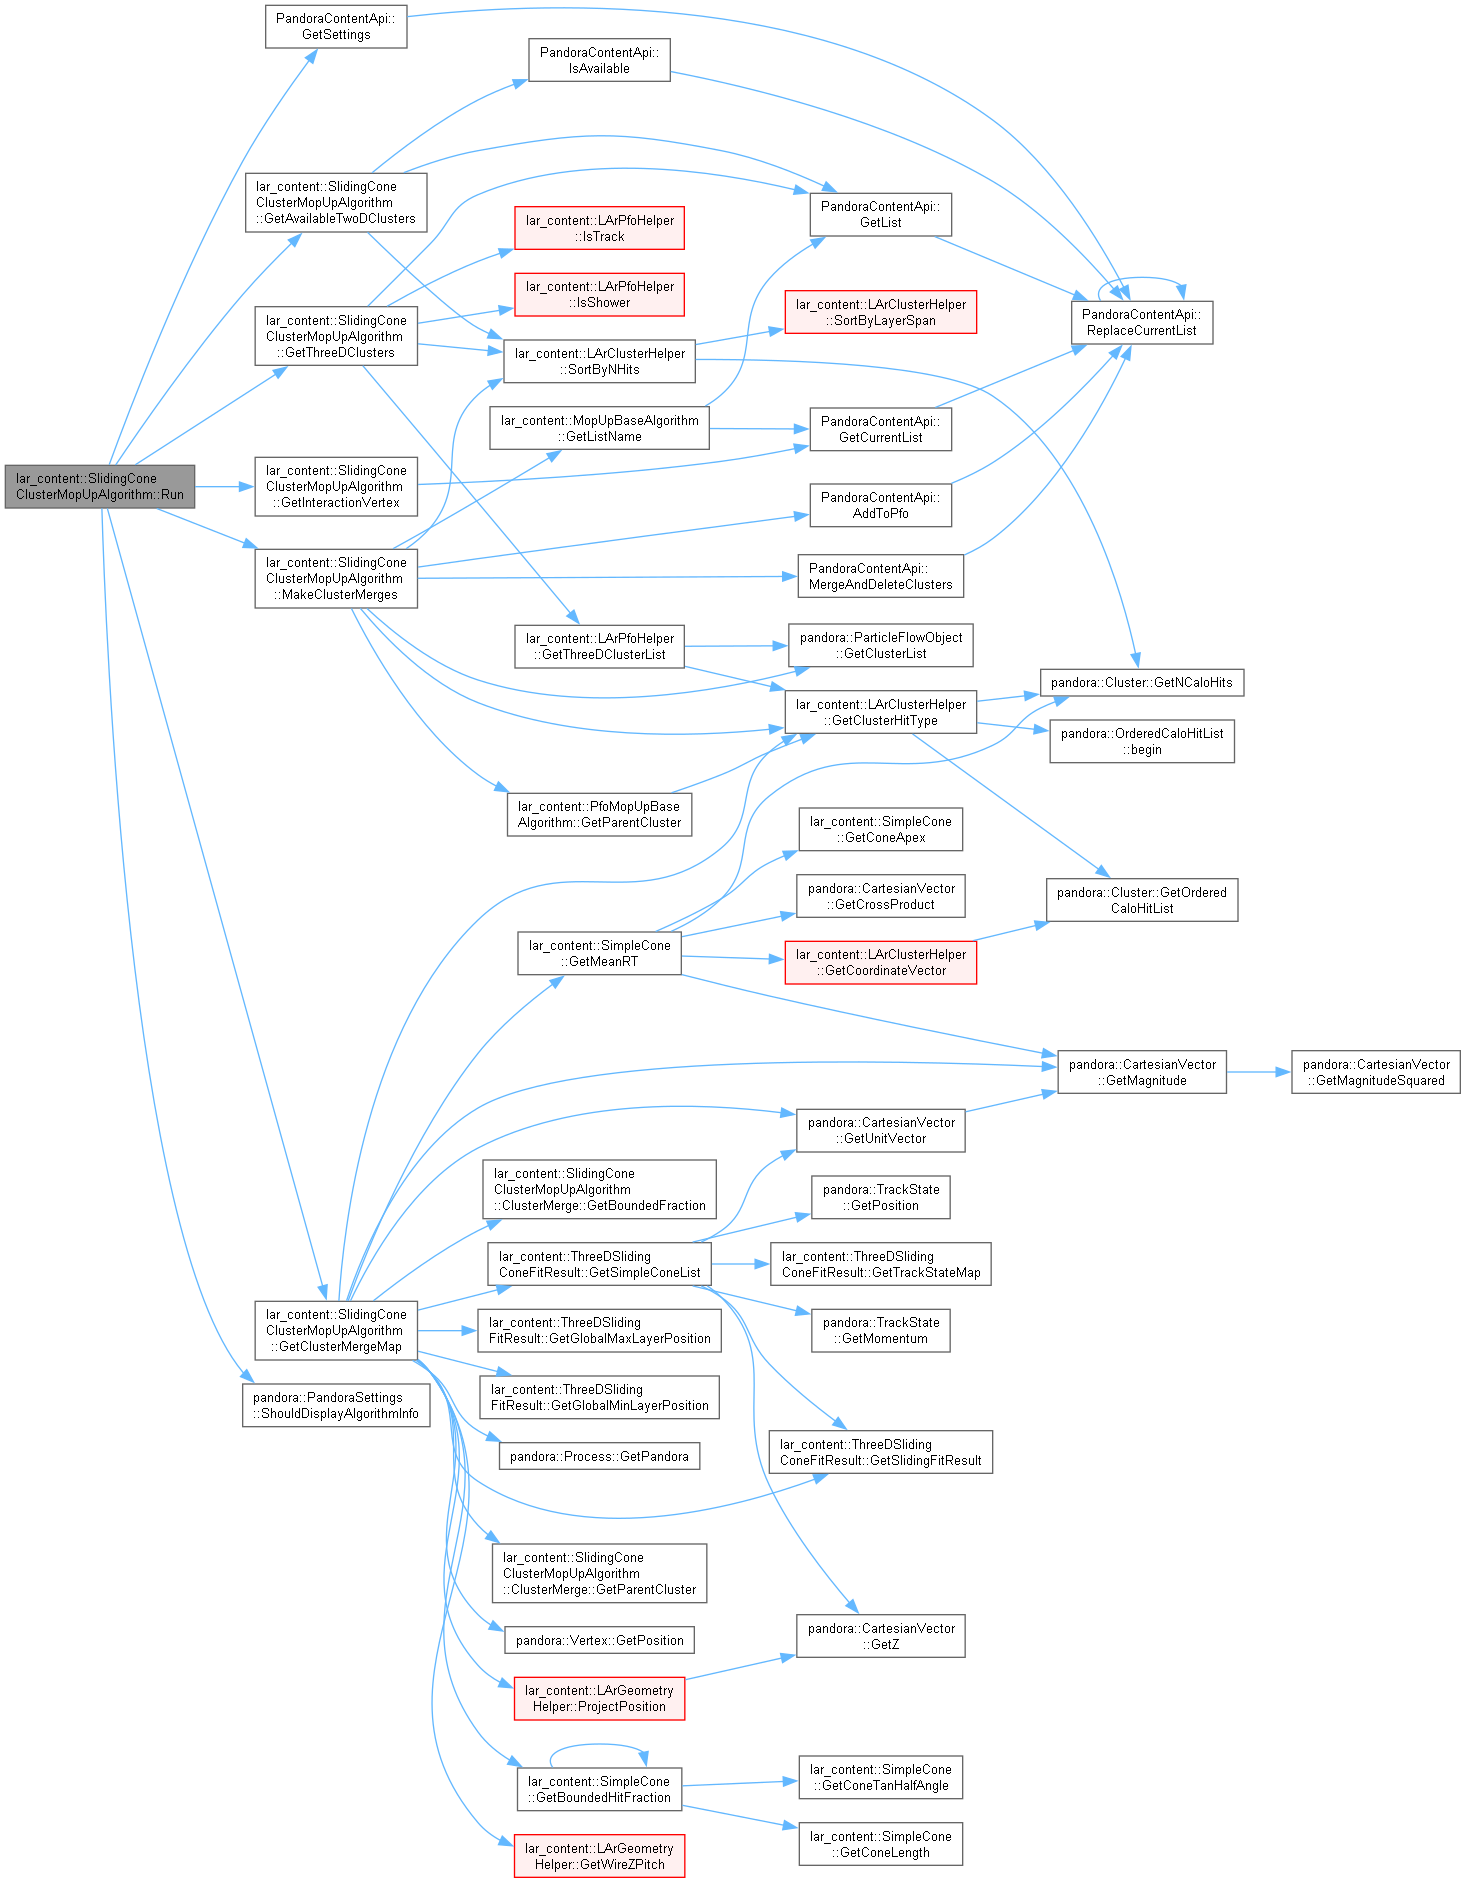 PandoraContentApi::
GetSettings
PandoraContentApi::
IsAvailable
lar_content::SlidingCone
ClusterMopUpAlgorithm
::GetAvailableTwoDClusters
PandoraContentApi::
GetList
lar_content::LArPfoHelper
::IsTrack
lar_content::LArPfoHelper
::IsShower
lar_content::LArClusterHelper
::SortByLayerSpan
PandoraContentApi::
ReplaceCurrentList
lar_content::SlidingCone
ClusterMopUpAlgorithm
::GetThreeDClusters
lar_content::LArClusterHelper
::SortByNHits
lar_content::MopUpBaseAlgorithm
::GetListName
PandoraContentApi::
GetCurrentList
lar_content::SlidingCone
ClusterMopUpAlgorithm::Run
lar_content::SlidingCone
ClusterMopUpAlgorithm
::GetInteractionVertex
PandoraContentApi::
AddToPfo
lar_content::SlidingCone
ClusterMopUpAlgorithm
::MakeClusterMerges
PandoraContentApi::
MergeAndDeleteClusters
lar_content::LArPfoHelper
::GetThreeDClusterList
pandora::ParticleFlowObject
::GetClusterList
pandora::Cluster::GetNCaloHits
lar_content::LArClusterHelper
::GetClusterHitType
pandora::OrderedCaloHitList
::begin
lar_content::PfoMopUpBase
Algorithm::GetParentCluster
lar_content::SimpleCone
::GetConeApex
pandora::CartesianVector
::GetCrossProduct
pandora::Cluster::GetOrdered
CaloHitList
lar_content::SimpleCone
::GetMeanRT
lar_content::LArClusterHelper
::GetCoordinateVector
pandora::CartesianVector
::GetMagnitude
pandora::CartesianVector
::GetMagnitudeSquared
pandora::CartesianVector
::GetUnitVector
lar_content::SlidingCone
ClusterMopUpAlgorithm
::ClusterMerge::GetBoundedFraction
pandora::TrackState
::GetPosition
lar_content::ThreeDSliding
ConeFitResult::GetSimpleConeList
lar_content::ThreeDSliding
ConeFitResult::GetTrackStateMap
lar_content::SlidingCone
ClusterMopUpAlgorithm
::GetClusterMergeMap
lar_content::ThreeDSliding
FitResult::GetGlobalMaxLayerPosition
pandora::TrackState
::GetMomentum
lar_content::ThreeDSliding
FitResult::GetGlobalMinLayerPosition
pandora::PandoraSettings
::ShouldDisplayAlgorithmInfo
pandora::Process::GetPandora
lar_content::ThreeDSliding
ConeFitResult::GetSlidingFitResult
lar_content::SlidingCone
ClusterMopUpAlgorithm
::ClusterMerge::GetParentCluster
pandora::Vertex::GetPosition
pandora::CartesianVector
::GetZ
lar_content::LArGeometry
Helper::ProjectPosition
lar_content::SimpleCone
::GetBoundedHitFraction
lar_content::SimpleCone
::GetConeTanHalfAngle
lar_content::SimpleCone
::GetConeLength
lar_content::LArGeometry
Helper::GetWireZPitch